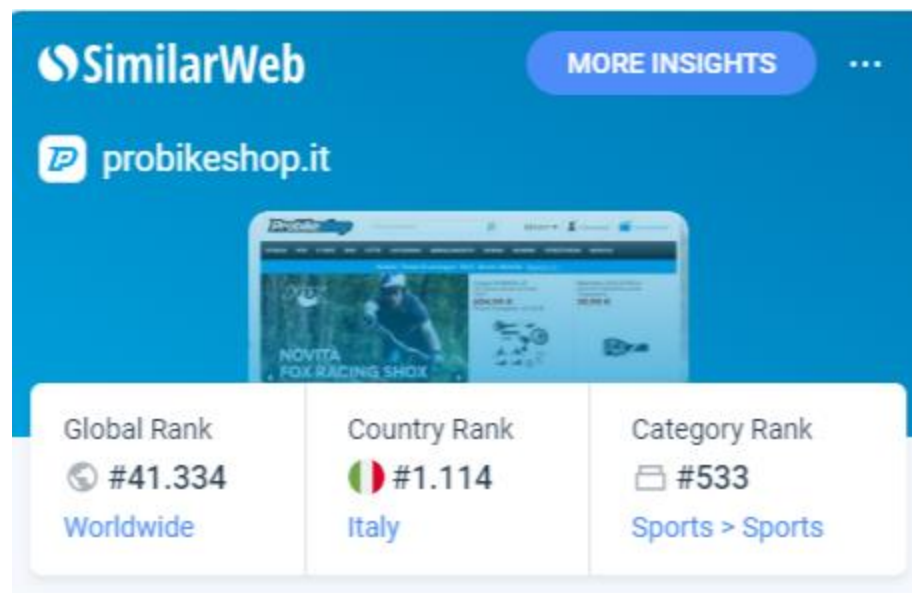 SimilarWeb
MORE INSIGHTS
probikeshop.it
Probikeshop
NOVITA
FOX RACING SHOX
Global Rank
Country Rank
Category Rank
#41.334
#1.114
#533
Worldwide
Italy
Sports > Sports